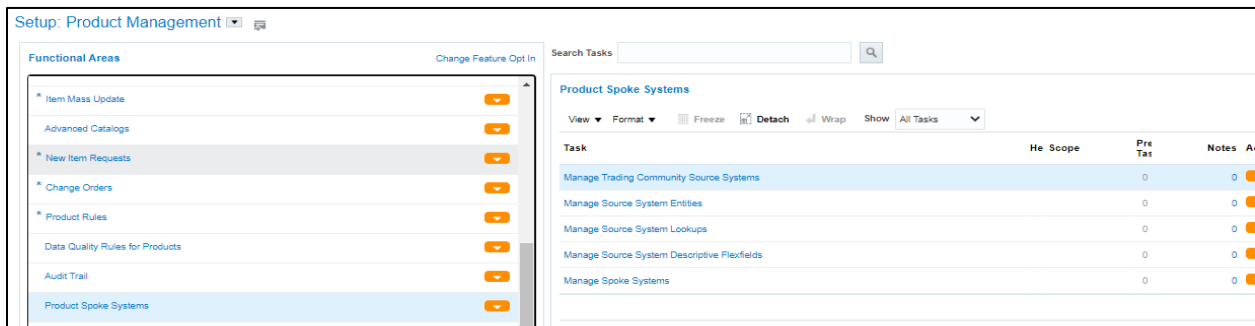 Setup: Product Management
Functional Areas
Change Feature Opt In
* Item Mass Update
Advanced Catalogs
* New Item Requests
* Change Orders
* Product Rules
Data Quality Rules for Products
Audit Trail
Product Spoke Systems
Search Tasks
Product Spoke Systems
View Format Freeze Detach Wrap Show All Tasks
Task He Scope Pre Tas Notes
Manage Trading Community Source Systems 0 0
Manage Source System Entities 0 0
Manage Source System Lookups 0 0
Manage Source System Descriptive Flexfields 0 0
Manage Spoke Systems 0 0